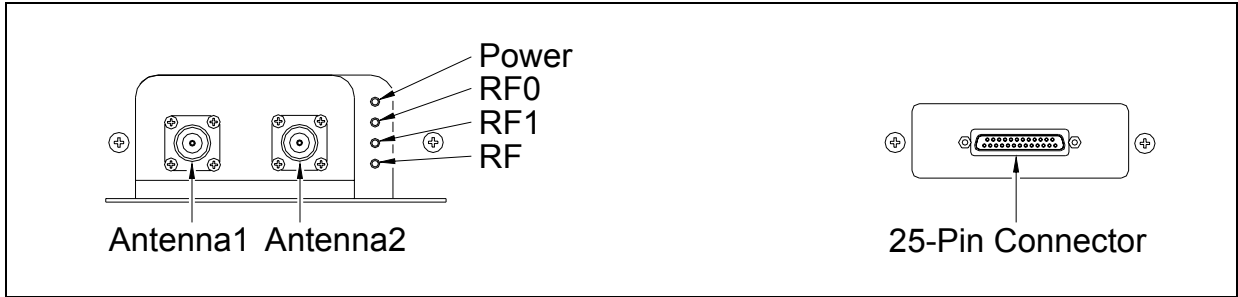 Power
RF0
RF1
RF
Antenna1 Antenna2
25-Pin Connector